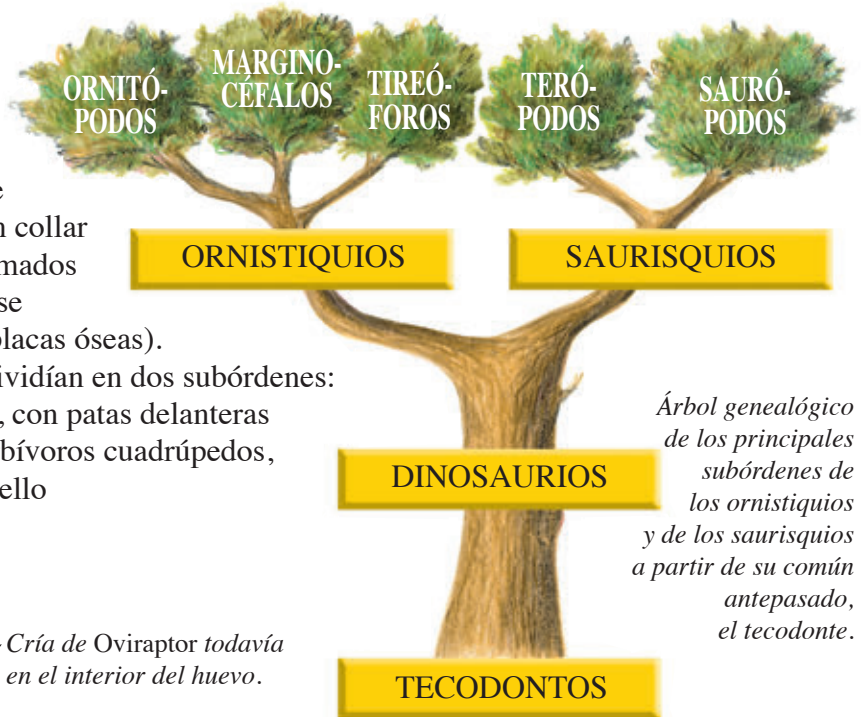 ORNITÓ-
PODOS
MARGINO-
CÉFALOS
TIREÓ-
FOROS
TERÓ-
PODOS
SAURÓ-
PODOS
ORNISTIQUIOS
SAURISQUIOS
DINOSAURIOS
TECODONTOS
e
n collar
mados
se
placas óseas).
ividían en dos subórdenes:
, con patas delanteras
bívoros cuadrúpedos,
ello
Árbol genealógico
de los principales
subórdenes de
los ornistiquios
y de los saurisquios
a partir de su común
antepasado,
el tecodonte.
Cría de Oviraptor todavía
en el interior del huevo.